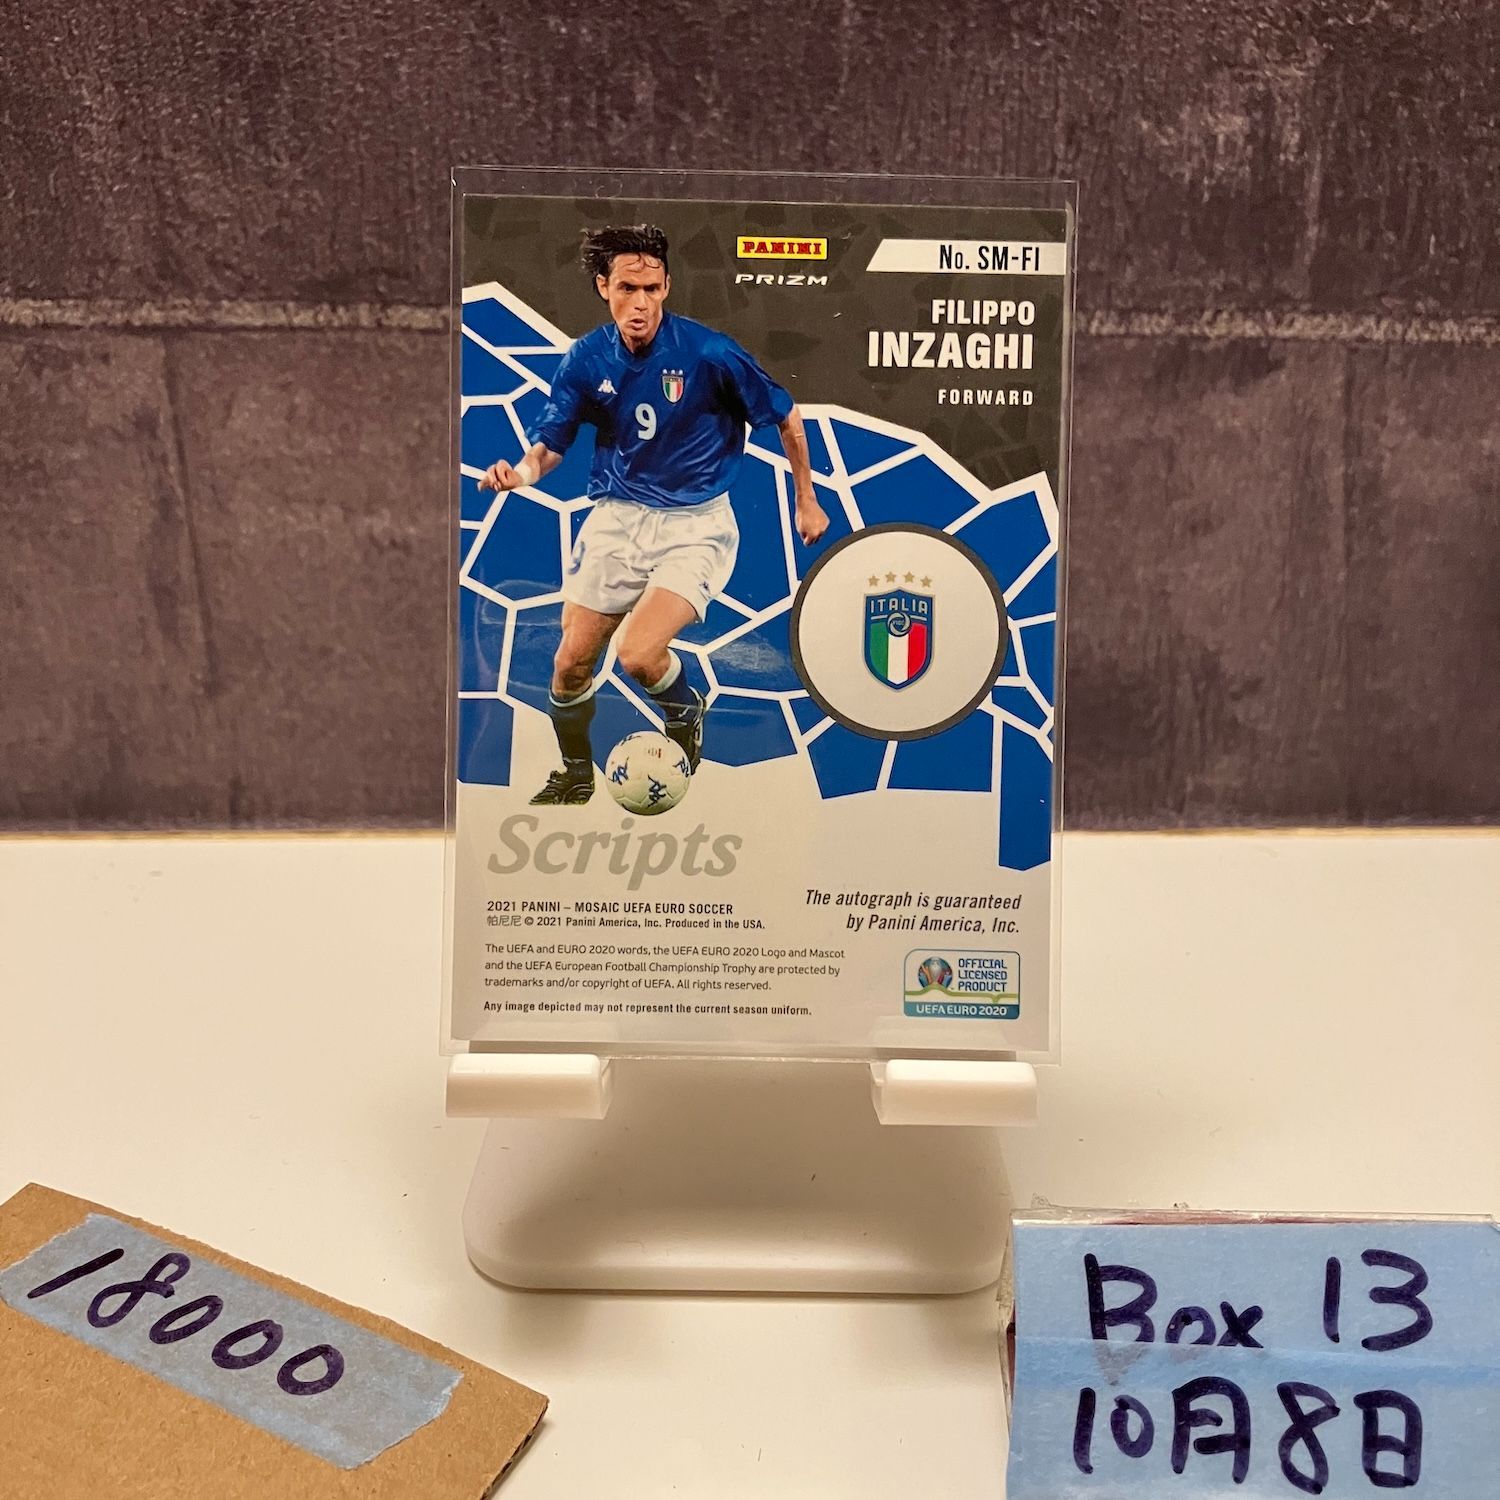 PANINI
PRIZM
No. SM-FI
FILIPPO
INZAGHI
FORWARD
9
ITALIA
FIGC
Scripts
2021 PANINI – MOSAIC UEFA EURO SOCCER
帕尼尼 © 2021 Panini America, Inc. Produced in the USA.
The autograph is guaranteed
by Panini America, Inc.
The UEFA and EURO 2020 words, the UEFA EURO 2020 Logo and Mascot
and the UEFA European Football Championship Trophy are protected by
trademarks and/or copyright of UEFA. All rights reserved.
Any image depicted may not represent the current season uniform.
OFFICIAL
LICENSED
PRODUCT
UEFA EURO 2020
18000
Box 13
10月8日